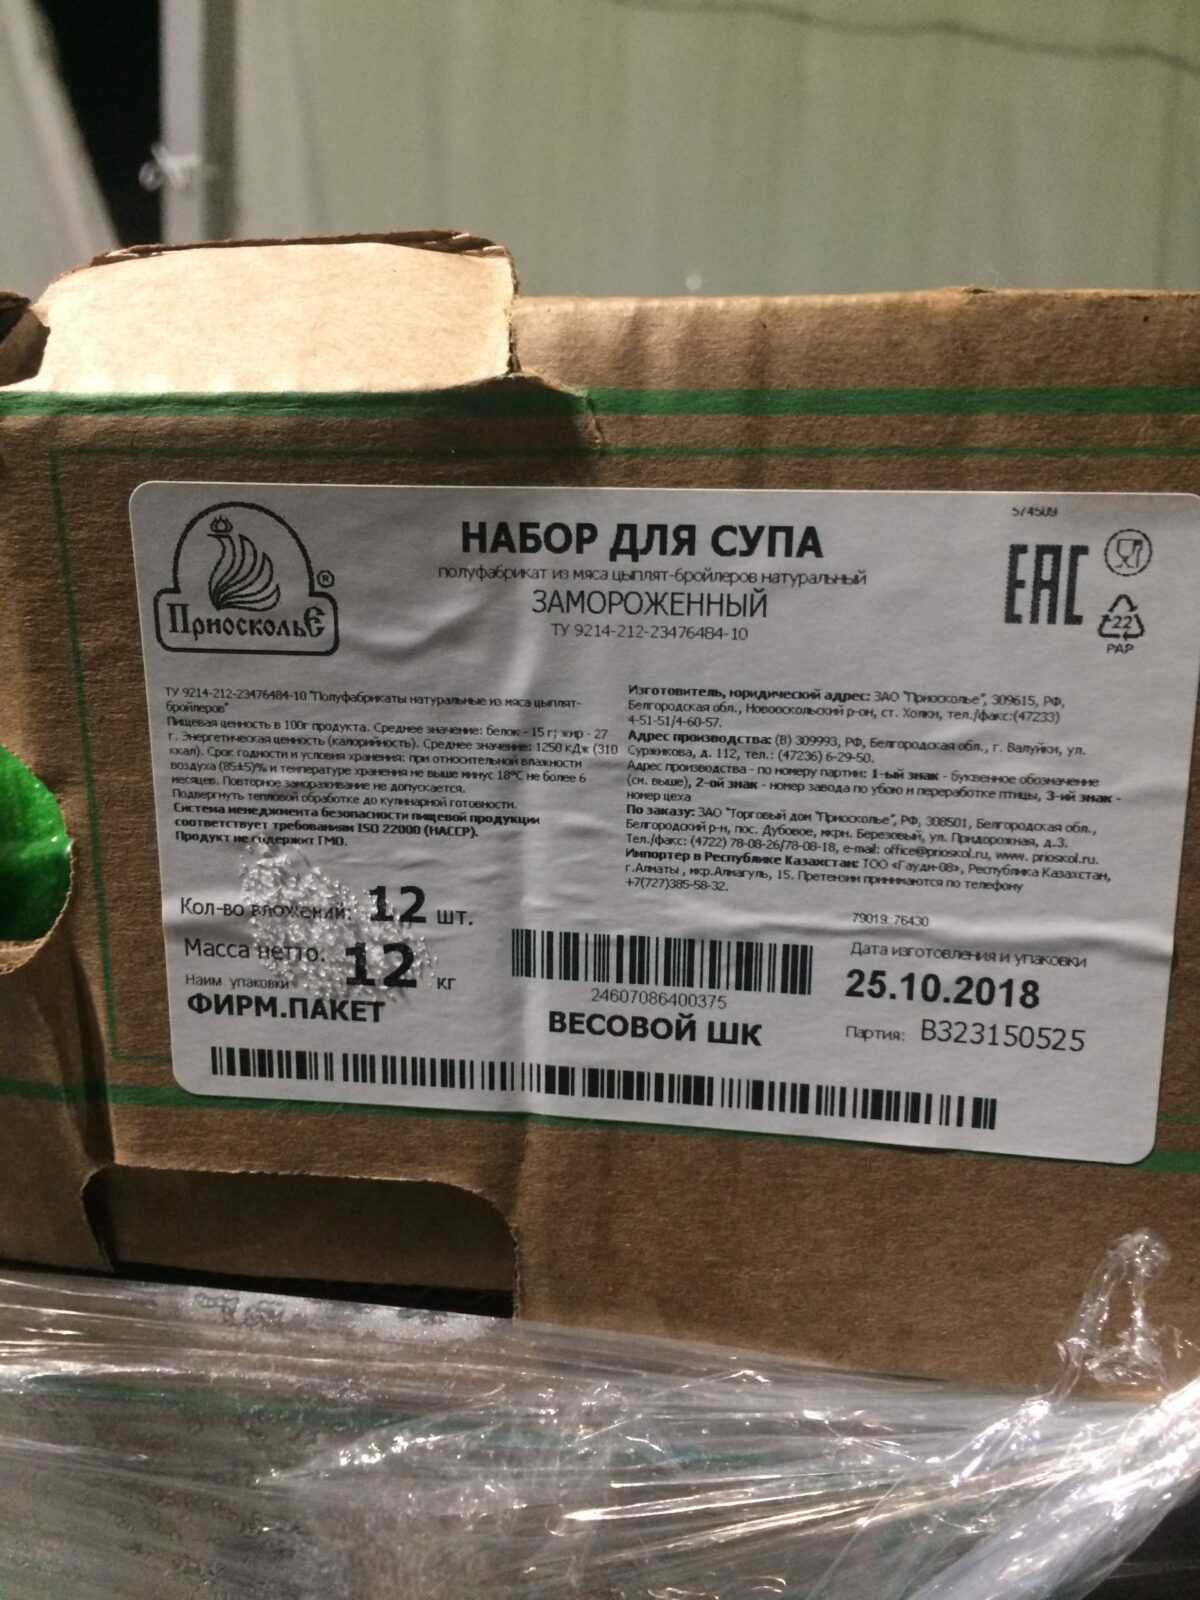 574509
НАБОР ДЛЯ СУПА
полуфабрикат из мяса цыплят-бройлеров натуральный
ЗАМОРОЖЕННЫЙ
ТУ 9214-212-23476484-10
ПриоскольЕ ®
ЕАС
22
PAP
ТУ 9214-212-23476484-10 "Полуфабрикаты натуральные из мяса цыплят-
бройлеров"
Пищевая ценность в 100г продукта. Среднее значение: белок - 15 г; жир - 27
г. Энергетическая ценность (калорийность). Среднее значение: 1250 кДж (310
ккал). Срок годности и условия хранения: при относительной влажности
воздуха (85±5)% и температуре хранения не выше минус 18°С не более 6
месяцев. Повторное замораживание не допускается.
Подвергнуть тепловой обработке до кулинарной готовности.
Система менеджмента безопасности пищевой продукции
соответствует требованиям ISO 22000 (НАССР).
Продукт не содержит ГМО.
Изготовитель, юридический адрес: ЗАО "Приосколье", 309615, РФ,
Белгородская обл., Новооскольский р-он, ст. Холки, тел./факс:(47233)
4-51-51/4-60-57.
Адрес производства: (В) 309993, РФ, Белгородская обл., г. Валуйки, ул.
Суржикова, д. 112, тел.: (47236) 6-29-50.
Адрес производства - по номеру партии: 1-ый знак - буквенное обозначение
(см. выше), 2-ой знак - номер завода по убою и переработке птицы, 3-ий знак -
номер цеха
По заказу: ЗАО "Торговый дом "Приосколье", РФ, 308501, Белгородская обл.,
Белгородский р-н, пос. Дубовое, мкрн. Березовый, ул. Придорожная, д.3.
Тел./факс: (4722) 78-08-26/78-08-18, e-mail: office@prioskol.ru, www. prioskol.ru.
Импортер в Республике Казахстан: ТОО «Гауди-08», Республика Казахстан,
г.Алматы , мкр.Алмагуль, 15. Претензии принимаются по телефону
+7(727)385-58-32.
Кол-во вложений: 12 шт.
Масса нетто: 12 кг
Наим упаковки
ФИРМ.ПАКЕТ
24607086400375
ВЕСОВОЙ ШК
79019 76430
Дата изготовления и упаковки
25.10.2018
Партия: В323150525